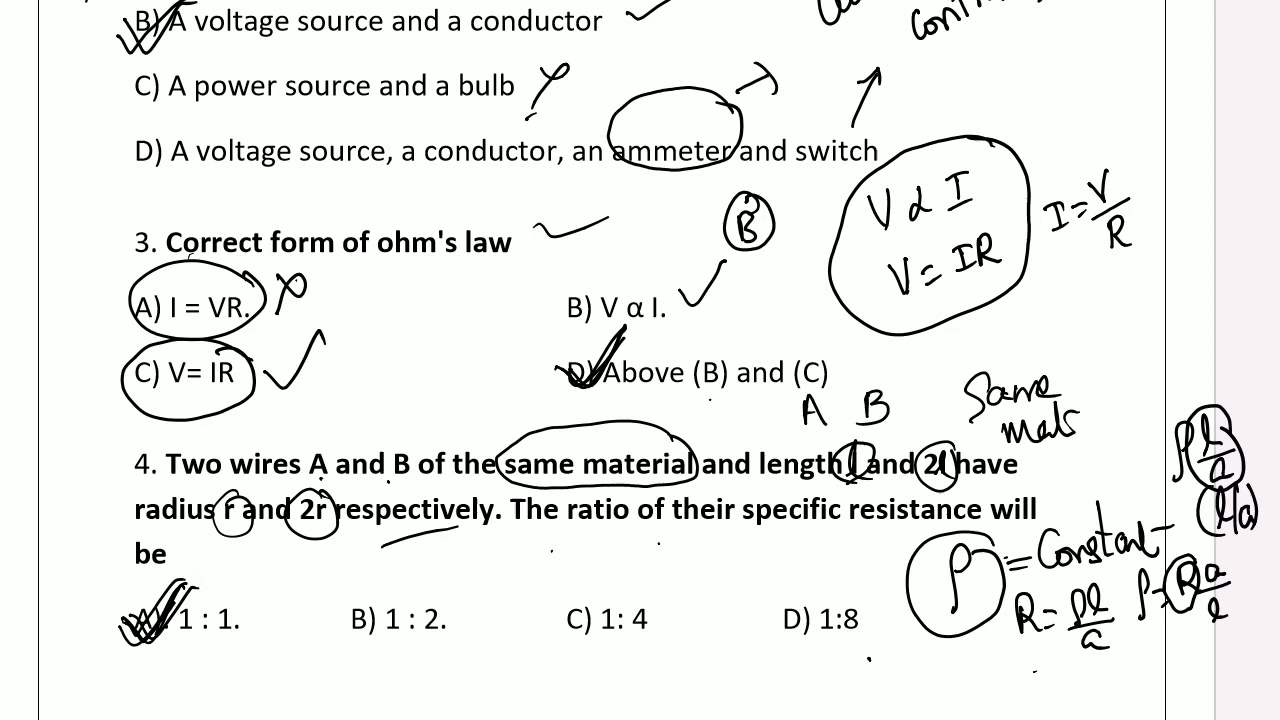 B) A voltage source and a conductor
C) A power source and a bulb
D) A voltage source, a conductor, an ammeter and switch
V α I
V = IR
I = V/R
3. Correct form of ohm's law
B
A) I = VR.
B) V α I.
C) V= IR
D) Above (B) and (C)
A B
Same
4. Two wires A and B of the same material and length l and 2l have
radius r and 2r respectively. The ratio of their specific resistance will
be
ρ = Constant
ρ l/a
(l/a)
R = ρl/a
ρ = R a/l
A). 1 : 1.
B) 1 : 2.
C) 1: 4
D) 1:8